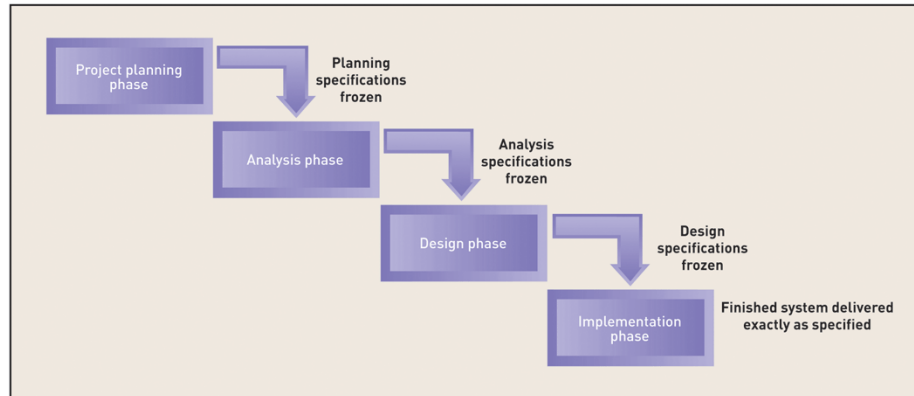 Project planning
phase
Planning
specifications
frozen
Analysis phase
Analysis
specifications
frozen
Design phase
Design
specifications
frozen
Implementation
phase
Finished system delivered
exactly as specified